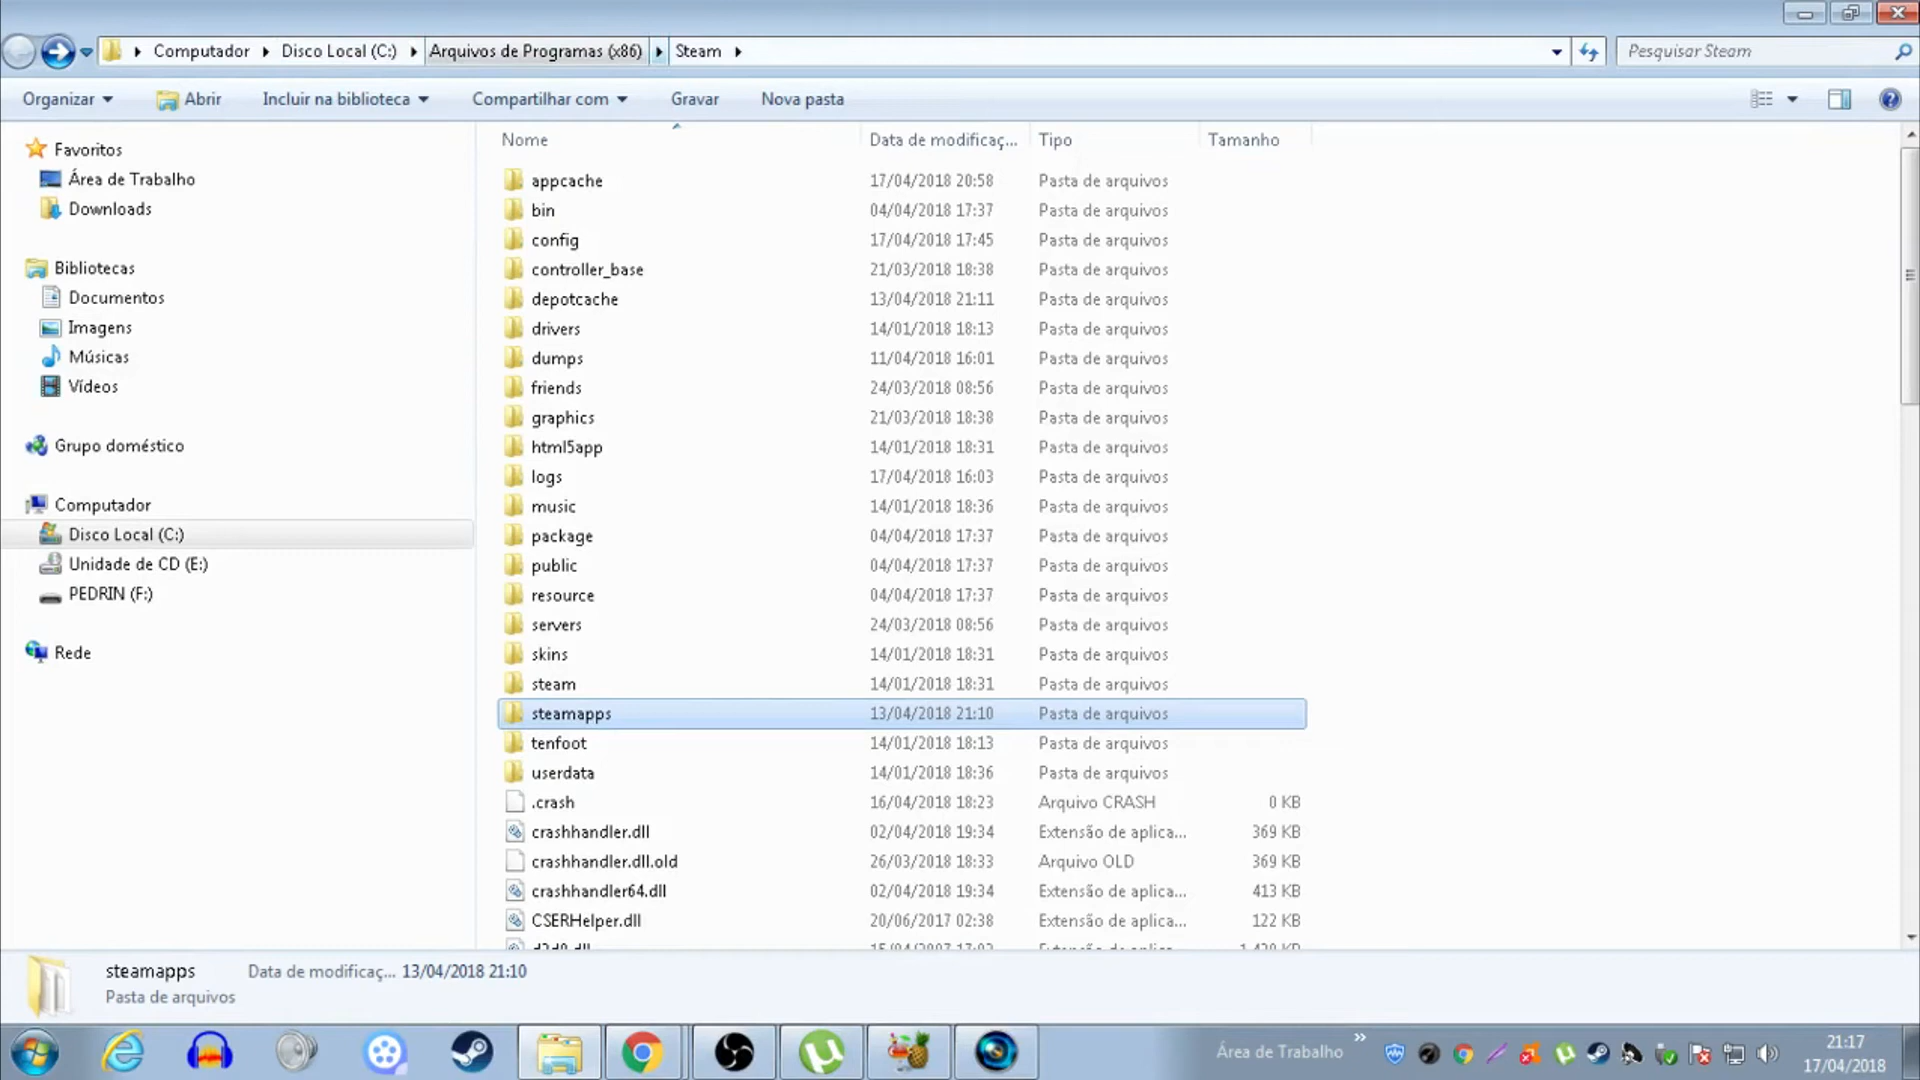 Computador Disco Local (C:) Arquivos de Programas (x86) Steam Pesquisar Steam
Organizar Abrir Incluir na biblioteca Compartilhar com Gravar Nova pasta
Favoritos
Área de Trabalho
Downloads
Bibliotecas
Documentos
Imagens
Músicas
Vídeos
Grupo doméstico
Computador
Disco Local (C:)
Unidade de CD (E:)
PEDRIN (F:)
Rede
Nome Data de modificaç... Tipo Tamanho
appcache 17/04/2018 20:58 Pasta de arquivos
bin 04/04/2018 17:37 Pasta de arquivos
config 17/04/2018 17:45 Pasta de arquivos
controller_base 21/03/2018 18:38 Pasta de arquivos
depotcache 13/04/2018 21:11 Pasta de arquivos
drivers 14/01/2018 18:13 Pasta de arquivos
dumps 11/04/2018 16:01 Pasta de arquivos
friends 24/03/2018 08:56 Pasta de arquivos
graphics 21/03/2018 18:38 Pasta de arquivos
html5app 14/01/2018 18:31 Pasta de arquivos
logs 17/04/2018 16:03 Pasta de arquivos
music 14/01/2018 18:36 Pasta de arquivos
package 04/04/2018 17:37 Pasta de arquivos
public 04/04/2018 17:37 Pasta de arquivos
resource 04/04/2018 17:37 Pasta de arquivos
servers 24/03/2018 08:56 Pasta de arquivos
skins 14/01/2018 18:31 Pasta de arquivos
steam 14/01/2018 18:31 Pasta de arquivos
steamapps 13/04/2018 21:10 Pasta de arquivos
tenfoot 14/01/2018 18:13 Pasta de arquivos
userdata 14/01/2018 18:36 Pasta de arquivos
.crash 16/04/2018 18:23 Arquivo CRASH 0 KB
crashhandler.dll 02/04/2018 19:34 Extensão de aplica... 369 KB
crashhandler.dll.old 26/03/2018 18:33 Arquivo OLD 369 KB
crashhandler64.dll 02/04/2018 19:34 Extensão de aplica... 413 KB
CSERHelper.dll 20/06/2017 02:38 Extensão de aplica... 122 KB
steamapps Data de modificaç... 13/04/2018 21:10
Pasta de arquivos
Área de Trabalho
21:17
17/04/2018